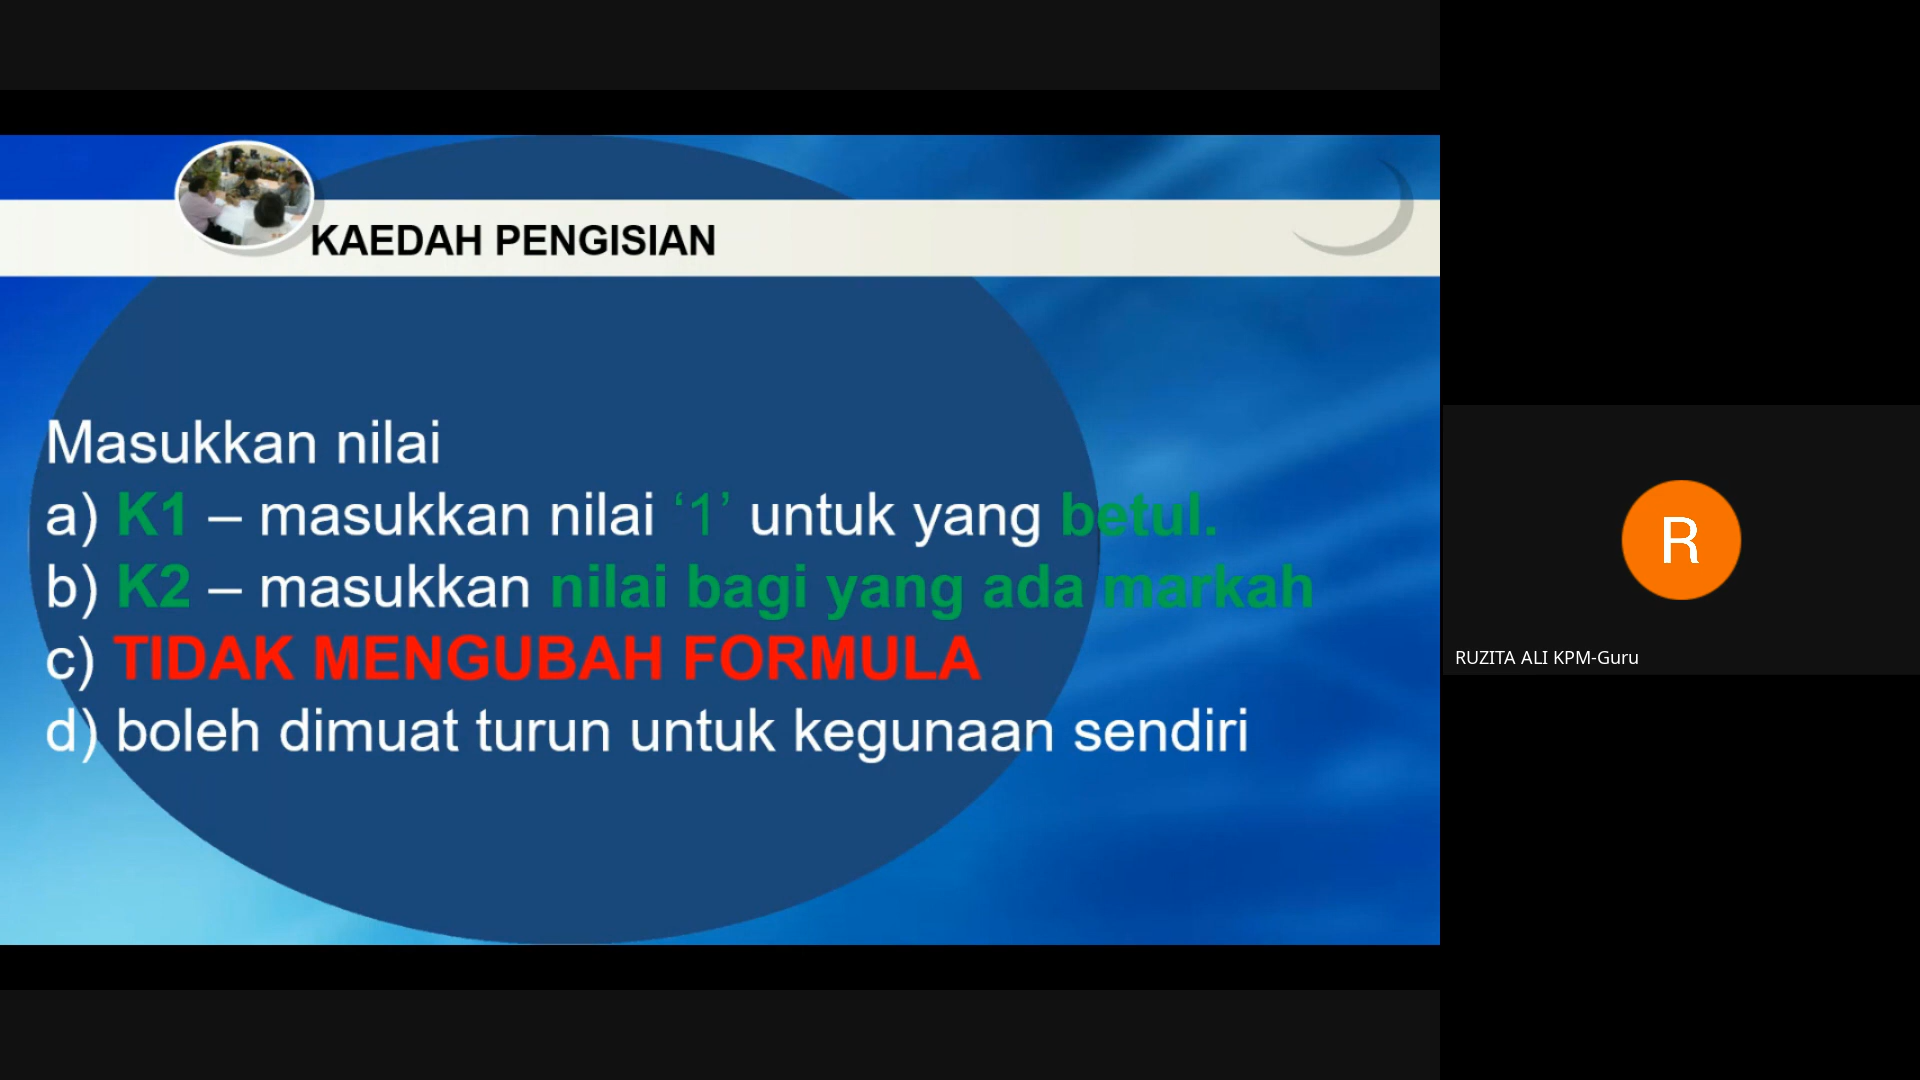 KAEDAH PENGISIAN
Masukkan nilai
a) K1 – masukkan nilai ‘1’ untuk yang betul.
b) K2 – masukkan nilai bagi yang ada markah
c) TIDAK MENGUBAH FORMULA
d) boleh dimuat turun untuk kegunaan sendiri
R
RUZITA ALI KPM-Guru